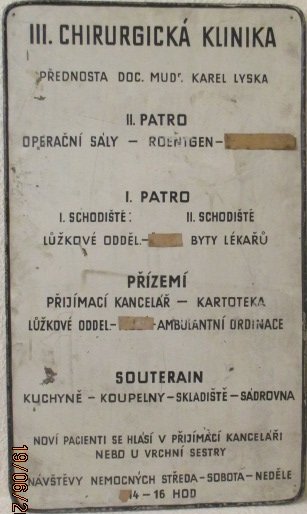 III. CHIRURGICKÁ KLINIKA
PŘEDNOSTA DOC. MUDr. KAREL LYSKA
II. PATRO
OPERAČNÍ SÁLY – ROENTGEN –
I. PATRO
I. SCHODIŠTĚ: II. SCHODIŠTĚ
LŮŽKOVÉ ODDĚL.– BYTY LÉKAŘŮ
PŘÍZEMÍ
PŘIJÍMACÍ KANCELÁŘ – KARTOTEKA
LŮŽKOVÉ ODDEL.– –AMBULANTNÍ ORDINACE
SOUTERAIN
KUCHYNĚ – KOUPELNY – SKLADIŠTĚ – SÁDROVNA
NOVÍ PACIENTI SE HLÁSÍ V PŘIJÍMACÍ KANCELÁŘI
NEBO U VRCHNÍ SESTRY
NÁVŠTĚVY NEMOCNÝCH STŘEDA–SOBOTA–NEDĚLE
14 – 16 HOD
19/06/2